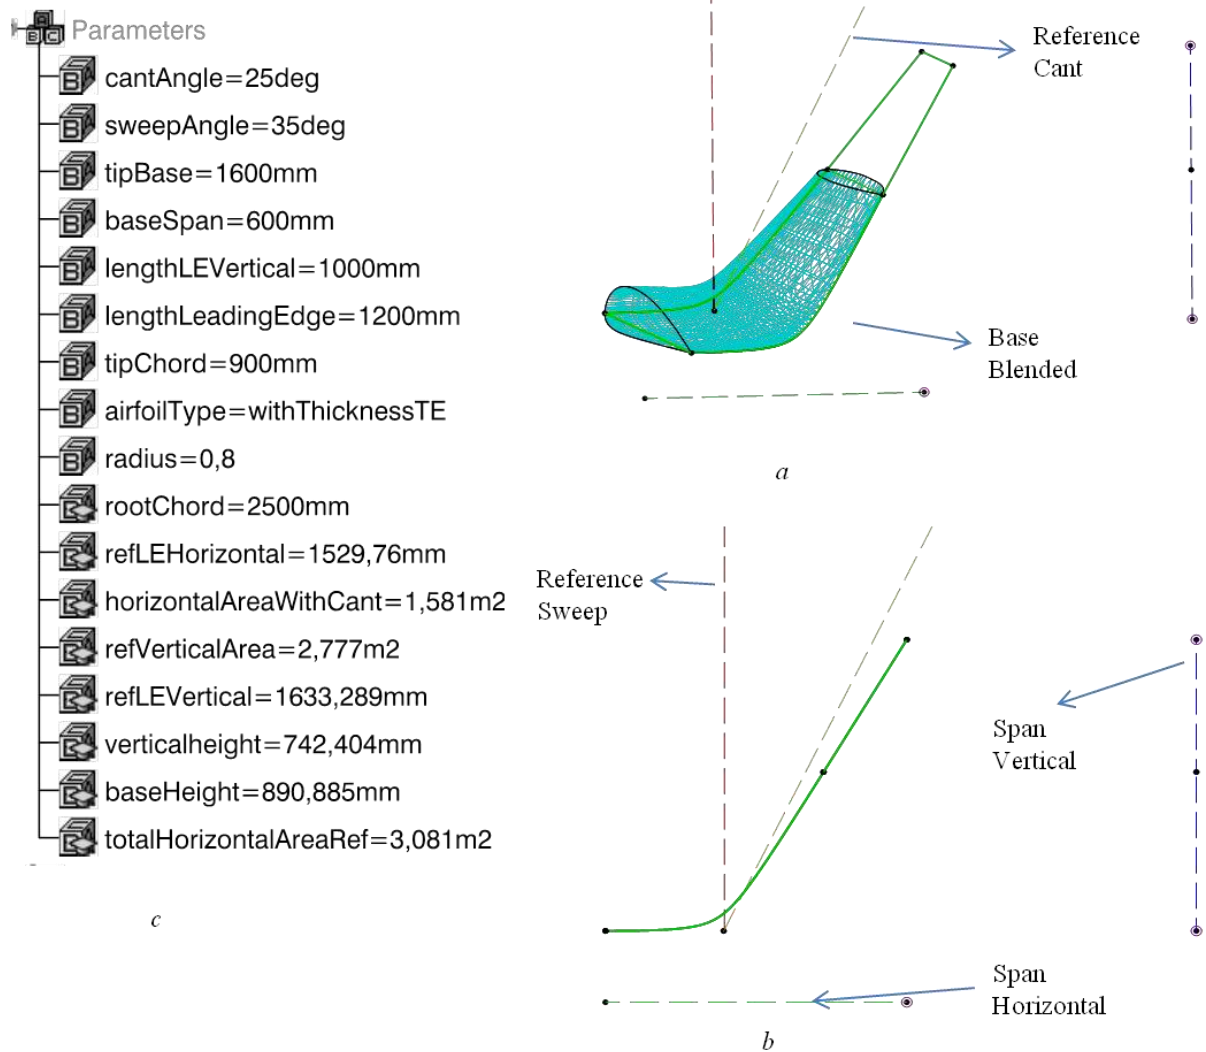 Parameters
cantAngle=25deg
sweepAngle=35deg
tipBase=1600mm
baseSpan=600mm
lengthLEVertical=1000mm
lengthLeadingEdge=1200mm
tipChord=900mm
airfoilType=withThicknessTE
radius=0,8
rootChord=2500mm
refLEHorizontal=1529,76mm
horizontalAreaWithCant=1,581m2
refVerticalArea=2,777m2
refLEVertical=1633,289mm
verticalheight=742,404mm
baseHeight=890,885mm
totalHorizontalAreaRef=3,081m2
c
Reference
Cant
Base
Blended
a
Reference
Sweep
Span
Vertical
Span
Horizontal
b